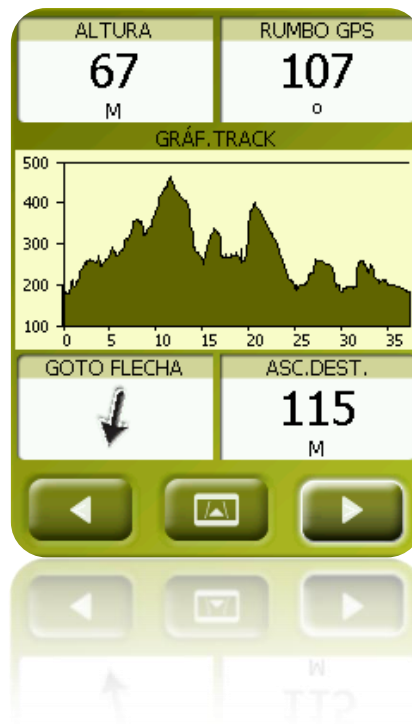 ALTURA
67
M
RUMBO GPS
107
º
GRÁF.TRACK
500
400
300
200
100
0 5 10 15 20 25 30 35
GOTO FLECHA
ASC.DEST.
115
M